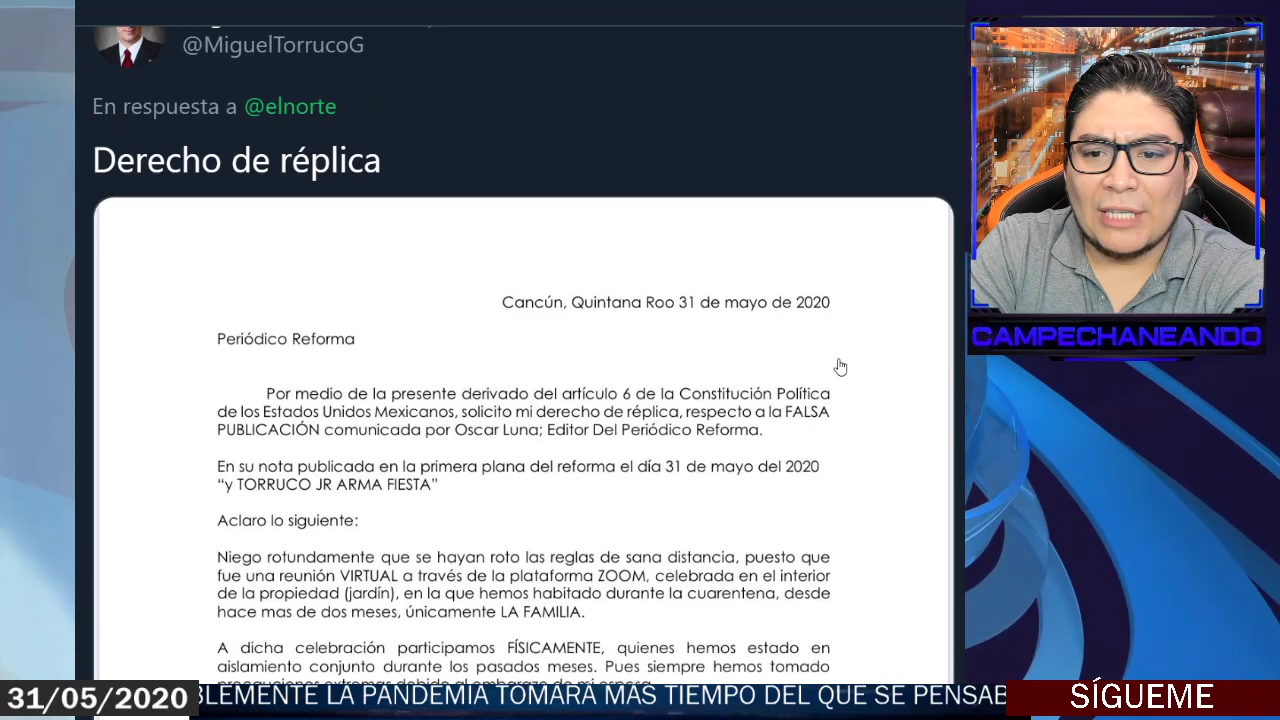 @MiguelTorrucoG
En respuesta a @elnorte
Derecho de réplica
Cancún, Quintana Roo 31 de mayo de 2020
Periódico Reforma
Por medio de la presente derivado del artículo 6 de la Constitución Política
de los Estados Unidos Mexicanos, solicito mi derecho de réplica, respecto a la FALSA
PUBLICACIÓN comunicada por Oscar Luna; Editor Del Periódico Reforma.
En su nota publicada en la primera plana del reforma el día 31 de mayo del 2020
“y TORRUCO JR ARMA FIESTA”
Aclaro lo siguiente:
Niego rotundamente que se hayan roto las reglas de sana distancia, puesto que
fue una reunión VIRTUAL a través de la plataforma ZOOM, celebrada en el interior
de la propiedad (jardín), en la que hemos habitado durante la cuarentena, desde
hace mas de dos meses, únicamente LA FAMILIA.
A dicha celebración participamos FÍSICAMENTE, quienes hemos estado en
aislamiento conjunto durante los pasados meses. Pues siempre hemos tomado
CAMPECHANEANDO
31/05/2020
BLEMENTE LA PANDEMIA TOMARA MAS TIEMPO DEL QUE SE PENSAB
SÍGUEME